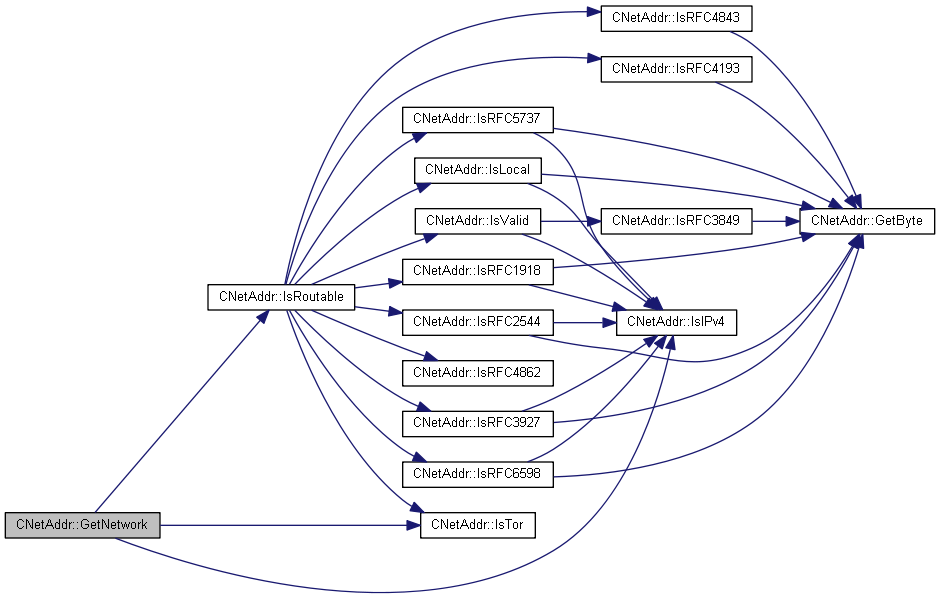 CNetAddr::IsRFC4843
CNetAddr::IsRFC4193
CNetAddr::IsRFC5737
CNetAddr::IsLocal
CNetAddr::IsValid
CNetAddr::IsRFC3849
CNetAddr::GetByte
CNetAddr::IsRFC1918
CNetAddr::IsRoutable
CNetAddr::IsRFC2544
CNetAddr::IsIPv4
CNetAddr::IsRFC4862
CNetAddr::IsRFC3927
CNetAddr::IsRFC6598
CNetAddr::GetNetwork
CNetAddr::IsTor